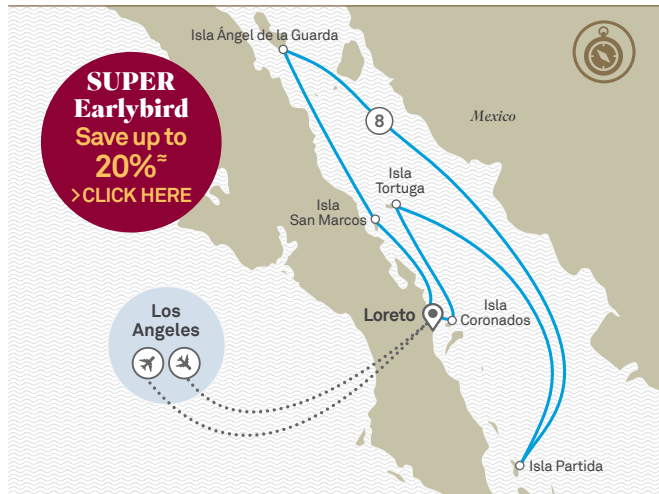 Isla Ángel de la Guarda
SUPER
Earlybird
Save up to
20%≈
>CLICK HERE
8
Mexico
Isla
Tortuga
Isla
San Marcos
Loreto
Isla
Coronados
Los
Angeles
Isla Partida